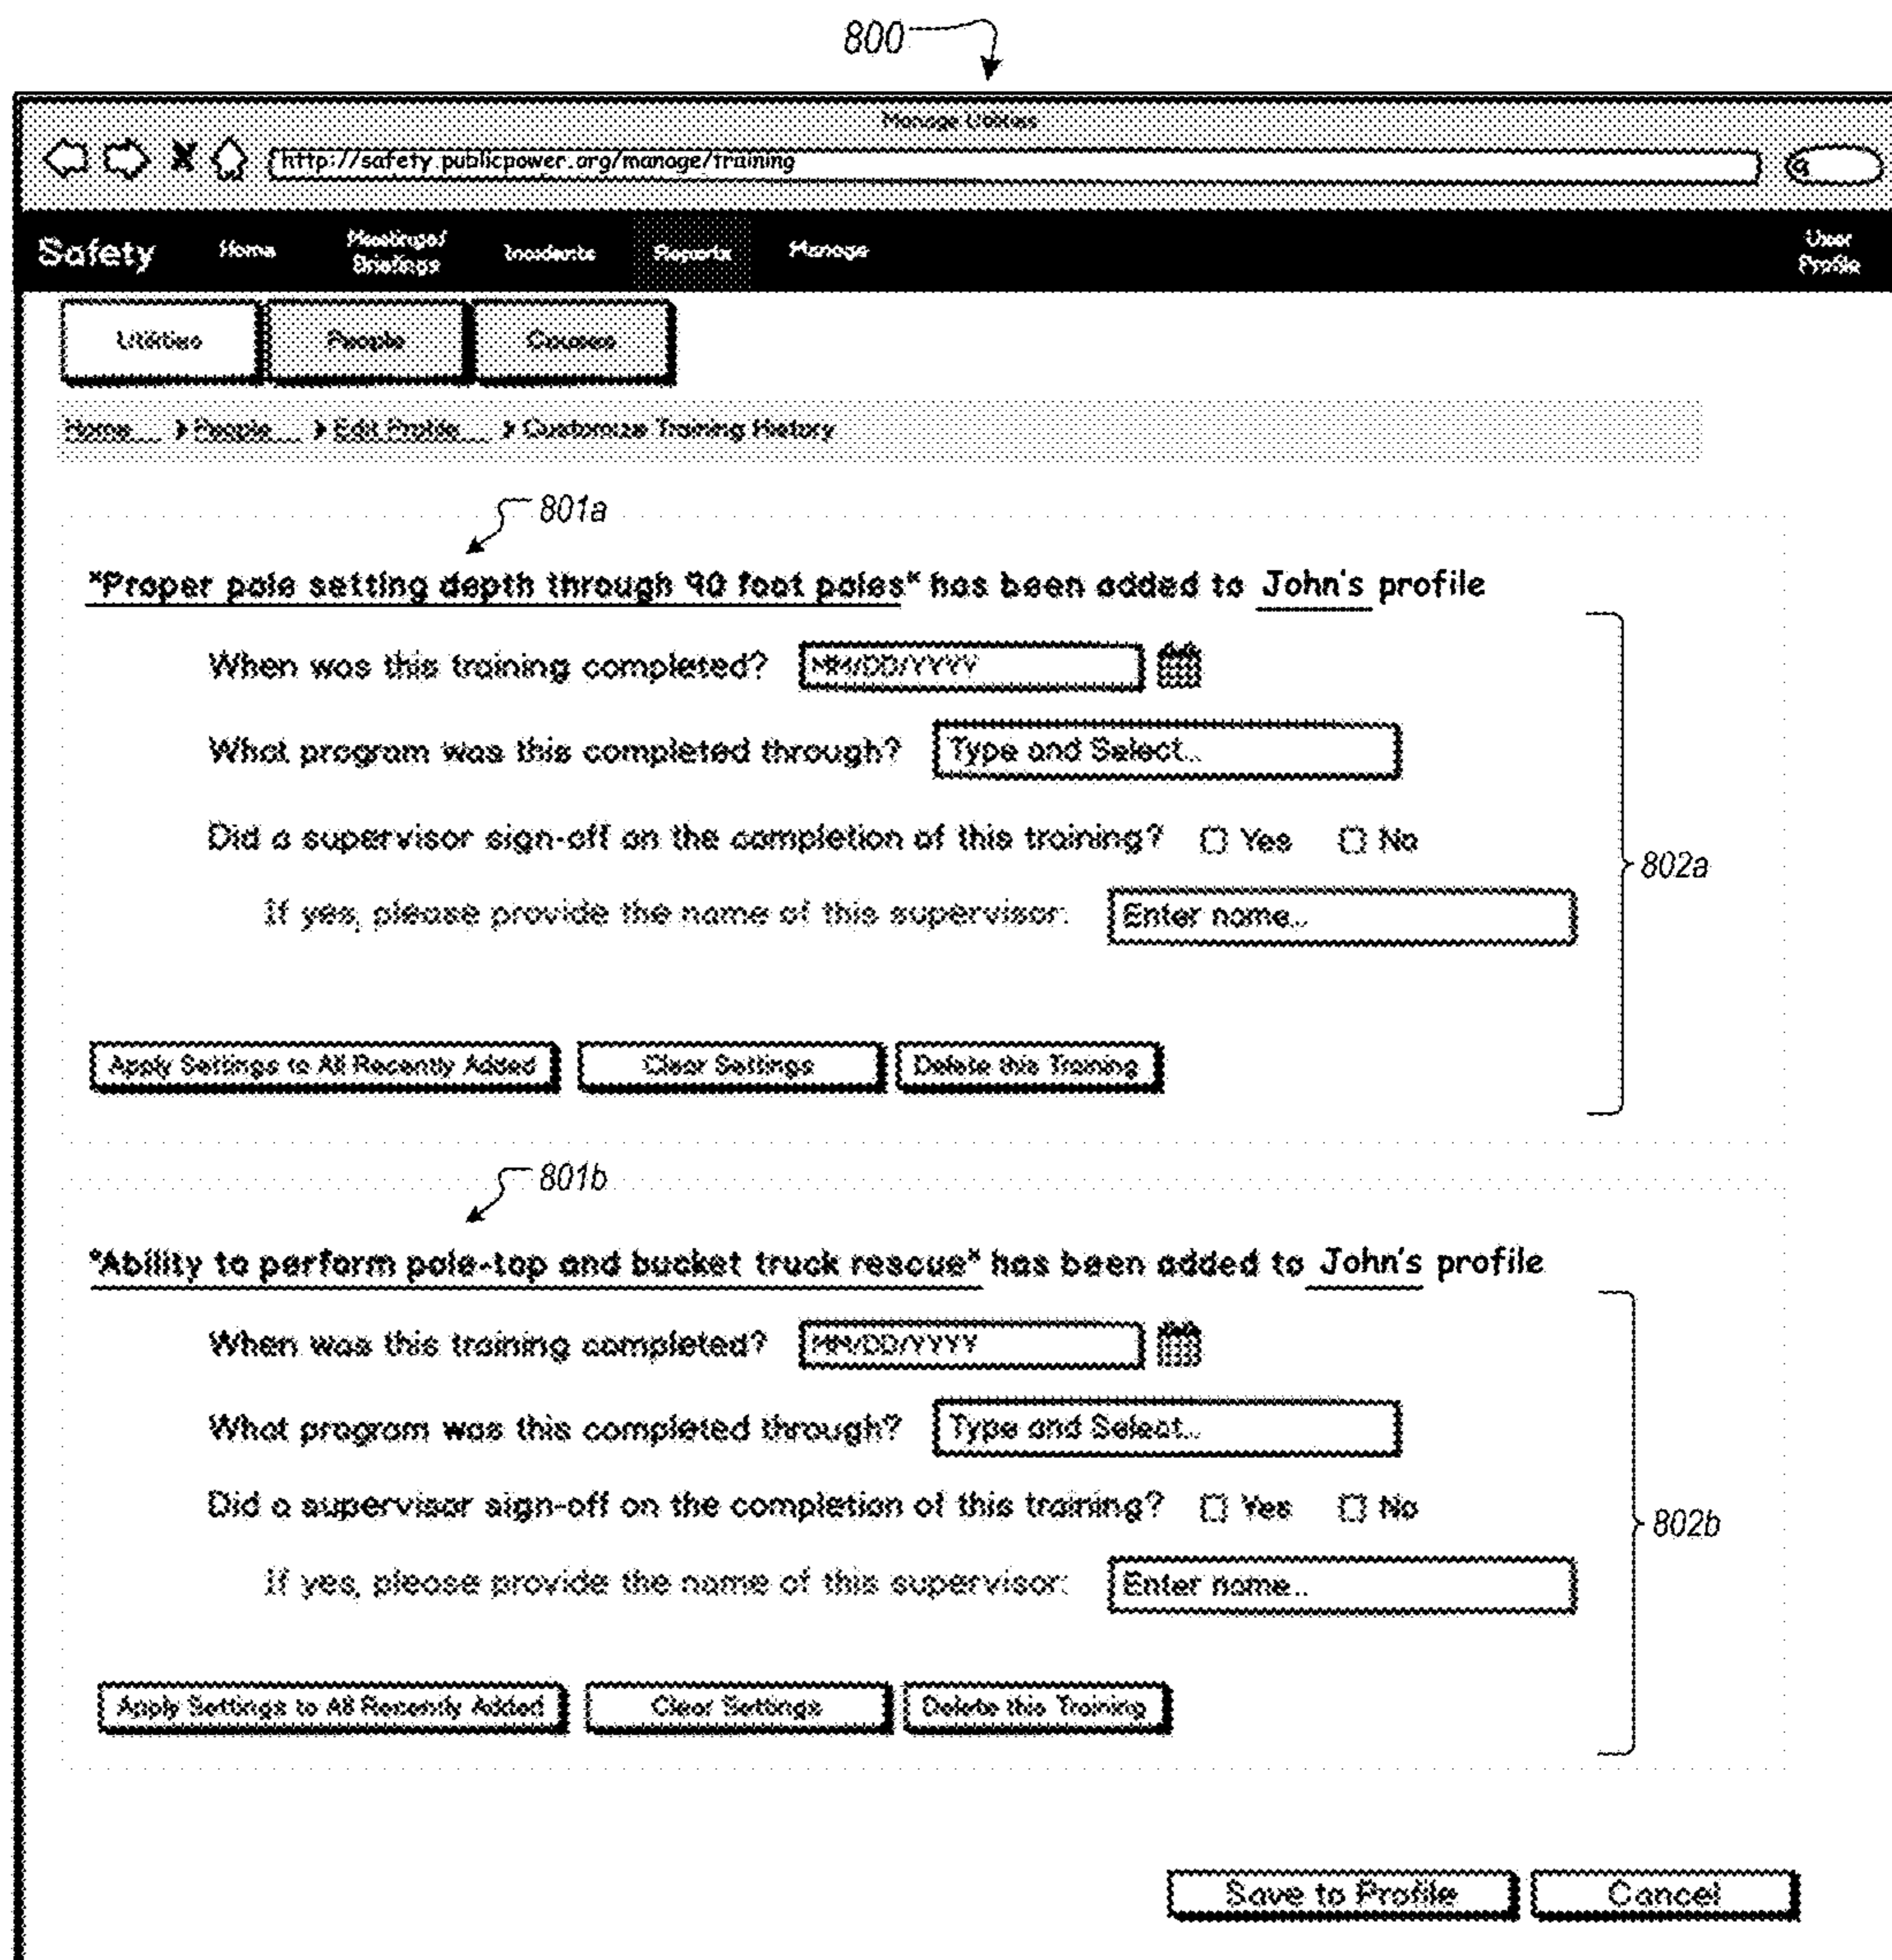 800
Manage Utilities
http://safety.publicpower.org/manage/training
Safety Home Meetings/ Briefings Incidents Reports Manage User Profile
Utilities People Courses
Home > People > Edit Profile > Customize Training History
801a
"Proper pole setting depth through 90 foot poles" has been added to John's profile
When was this training completed? MM/DD/YYYY
What program was this completed through? Type and Select...
Did a supervisor sign-off on the completion of this training? Yes No
802a
If yes, please provide the name of this supervisor: Enter name...
Apply Settings to All Recently Added Clear Settings Delete this Training
801b
"Ability to perform pole-top and bucket truck rescue" has been added to John's profile
When was this training completed? MM/DD/YYYY
What program was this completed through? Type and Select...
Did a supervisor sign-off on the completion of this training? Yes No
802b
If yes, please provide the name of this supervisor: Enter name...
Apply Settings to All Recently Added Clear Settings Delete this Training
Save to Profile Cancel